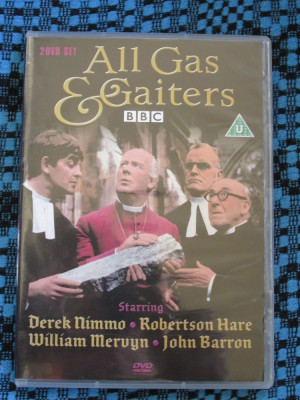 2DVD SET
All Gas
& Gaiters
BBC
U
Starring
Derek Nimmo • Robertson Hare
William Mervyn • John Barron
DVD